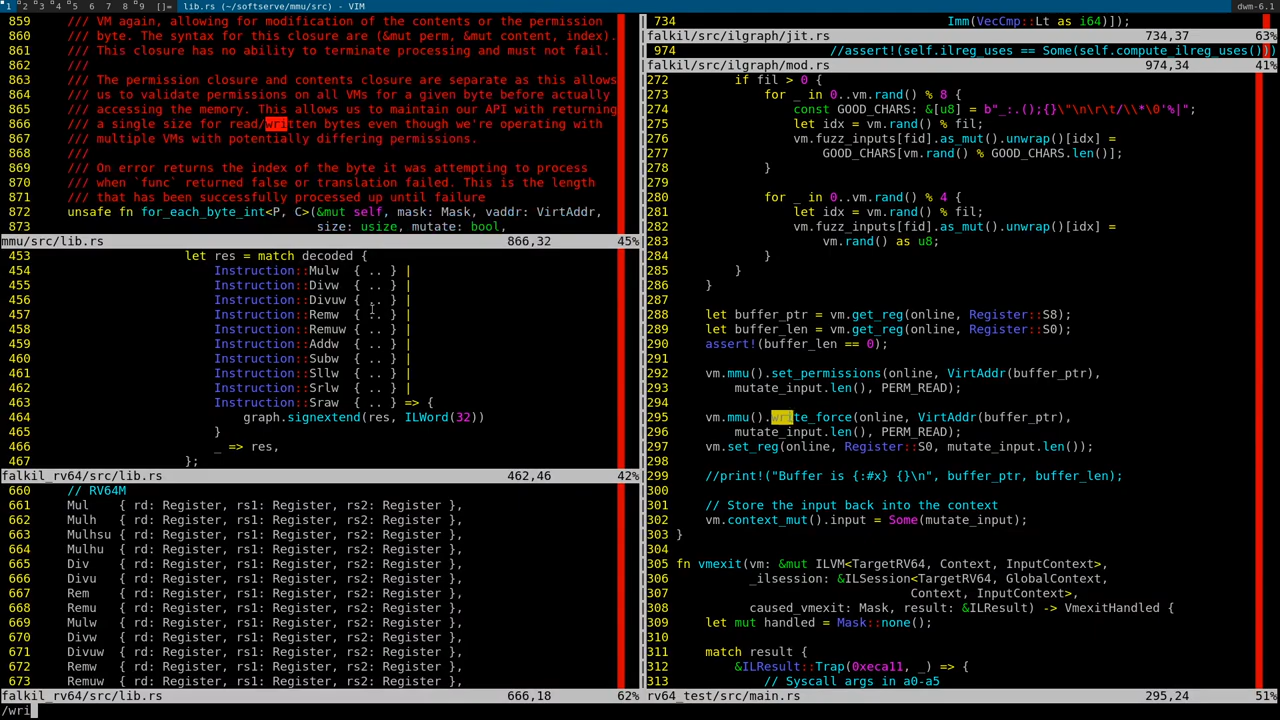 1 2 3 4 5 6 7 8 9 []= lib.rs (~/softserve/mmu/src) - VIM dwm-6.1
859 /// VM again, allowing for modification of the contents or the permission
860 /// byte. The syntax for this closure are (&mut perm, &mut content, index).
861 /// This closure has no ability to terminate processing and must not fail.
862 ///
863 /// The permission closure and contents closure are separate as this allows
864 /// us to validate permissions on all VMs for a given byte before actually
865 /// accessing the memory. This allows us to maintain our API with returning
866 /// a single size for read/written bytes even though we're operating with
867 /// multiple VMs with potentially differing permissions.
868 ///
869 /// On error returns the index of the byte it was attempting to process
870 /// when `func` returned false or translation failed. This is the length
871 /// that has been successfully processed up until failure
872 unsafe fn for_each_byte_int<P, C>(&mut self, mask: Mask, vaddr: VirtAddr,
873 size: usize, mutate: bool,
mmu/src/lib.rs 866,32 45%
453 let res = match decoded {
454 Instruction::Mulw { .. } |
455 Instruction::Divw { .. } |
456 Instruction::Divuw { .. } |
457 Instruction::Remw { .. } |
458 Instruction::Remuw { .. } |
459 Instruction::Addw { .. } |
460 Instruction::Subw { .. } |
461 Instruction::Sllw { .. } |
462 Instruction::Srlw { .. } |
463 Instruction::Sraw { .. } => {
464 graph.signextend(res, ILWord(32))
465 }
466 _ => res,
467 };
falkil_rv64/src/lib.rs 462,46 42%
660 // RV64M
661 Mul { rd: Register, rs1: Register, rs2: Register },
662 Mulh { rd: Register, rs1: Register, rs2: Register },
663 Mulhsu { rd: Register, rs1: Register, rs2: Register },
664 Mulhu { rd: Register, rs1: Register, rs2: Register },
665 Div { rd: Register, rs1: Register, rs2: Register },
666 Divu { rd: Register, rs1: Register, rs2: Register },
667 Rem { rd: Register, rs1: Register, rs2: Register },
668 Remu { rd: Register, rs1: Register, rs2: Register },
669 Mulw { rd: Register, rs1: Register, rs2: Register },
670 Divw { rd: Register, rs1: Register, rs2: Register },
671 Divuw { rd: Register, rs1: Register, rs2: Register },
672 Remw { rd: Register, rs1: Register, rs2: Register },
673 Remuw { rd: Register, rs1: Register, rs2: Register },
falkil_rv64/src/lib.rs 666,18 62%
/wri
734 Imm(VecCmp::Lt as i64)]);
falkil/src/ilgraph/jit.rs 734,37 63%
974 //assert!(self.ilreg_uses == Some(self.compute_ilreg_uses()))
falkil/src/ilgraph/mod.rs 974,34 41%
272 if fil > 0 {
273 for _ in 0..vm.rand() % 8 {
274 const GOOD_CHARS: &[u8] = b"_:.();{}\"\n\r\t/\\*\0'%|";
275 let idx = vm.rand() % fil;
276 vm.fuzz_inputs[fid].as_mut().unwrap()[idx] =
277 GOOD_CHARS[vm.rand() % GOOD_CHARS.len()];
278 }
279
280 for _ in 0..vm.rand() % 4 {
281 let idx = vm.rand() % fil;
282 vm.fuzz_inputs[fid].as_mut().unwrap()[idx] =
283 vm.rand() as u8;
284 }
285 }
286 }
287
288 let buffer_ptr = vm.get_reg(online, Register::S8);
289 let buffer_len = vm.get_reg(online, Register::S0);
290 assert!(buffer_len == 0);
291
292 vm.mmu().set_permissions(online, VirtAddr(buffer_ptr),
293 mutate_input.len(), PERM_READ);
294
295 vm.mmu().write_force(online, VirtAddr(buffer_ptr),
296 mutate_input.len(), PERM_READ);
297 vm.set_reg(online, Register::S0, mutate_input.len());
298
299 //print!("Buffer is {:#x} {}\n", buffer_ptr, buffer_len);
300
301 // Store the input back into the context
302 vm.context_mut().input = Some(mutate_input);
303 }
304
305 fn vmexit(vm: &mut ILVM<TargetRV64, Context, InputContext>,
306 _ilsession: &ILSession<TargetRV64, GlobalContext,
307 Context, InputContext>,
308 caused_vmexit: Mask, result: &ILResult) -> VmexitHandled {
309 let mut handled = Mask::none();
310
311 match result {
312 &ILResult::Trap(0xeca11, _) => {
313 // Syscall args in a0-a5
rv64_test/src/main.rs 295,24 51%